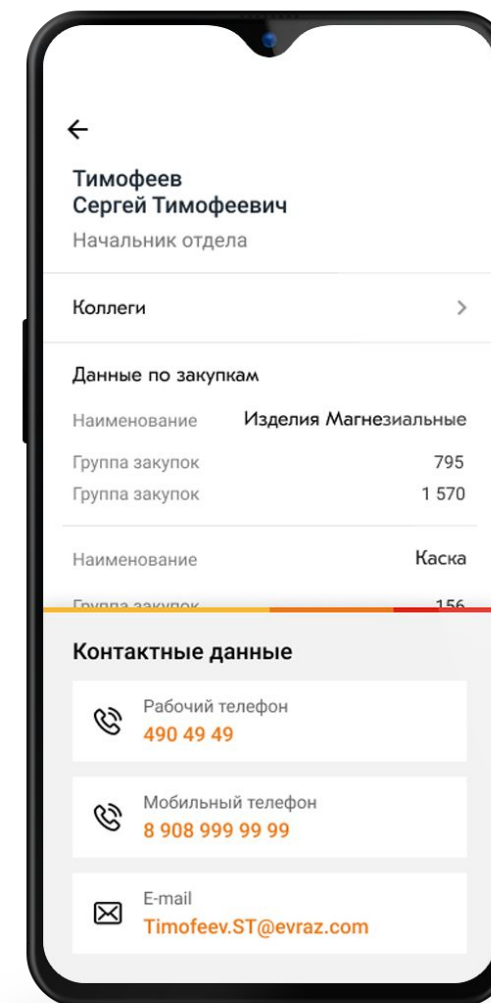 Тимофеев
Сергей Тимофеевич
Начальник отдела
Коллеги
Данные по закупкам
Наименование Изделия Магнезиальные
Группа закупок 795
Группа закупок 1 570
Наименование Каска
Группа закупок 156
Контактные данные
Рабочий телефон
490 49 49
Мобильный телефон
8 908 999 99 99
E-mail
Timofeev.ST@evraz.com